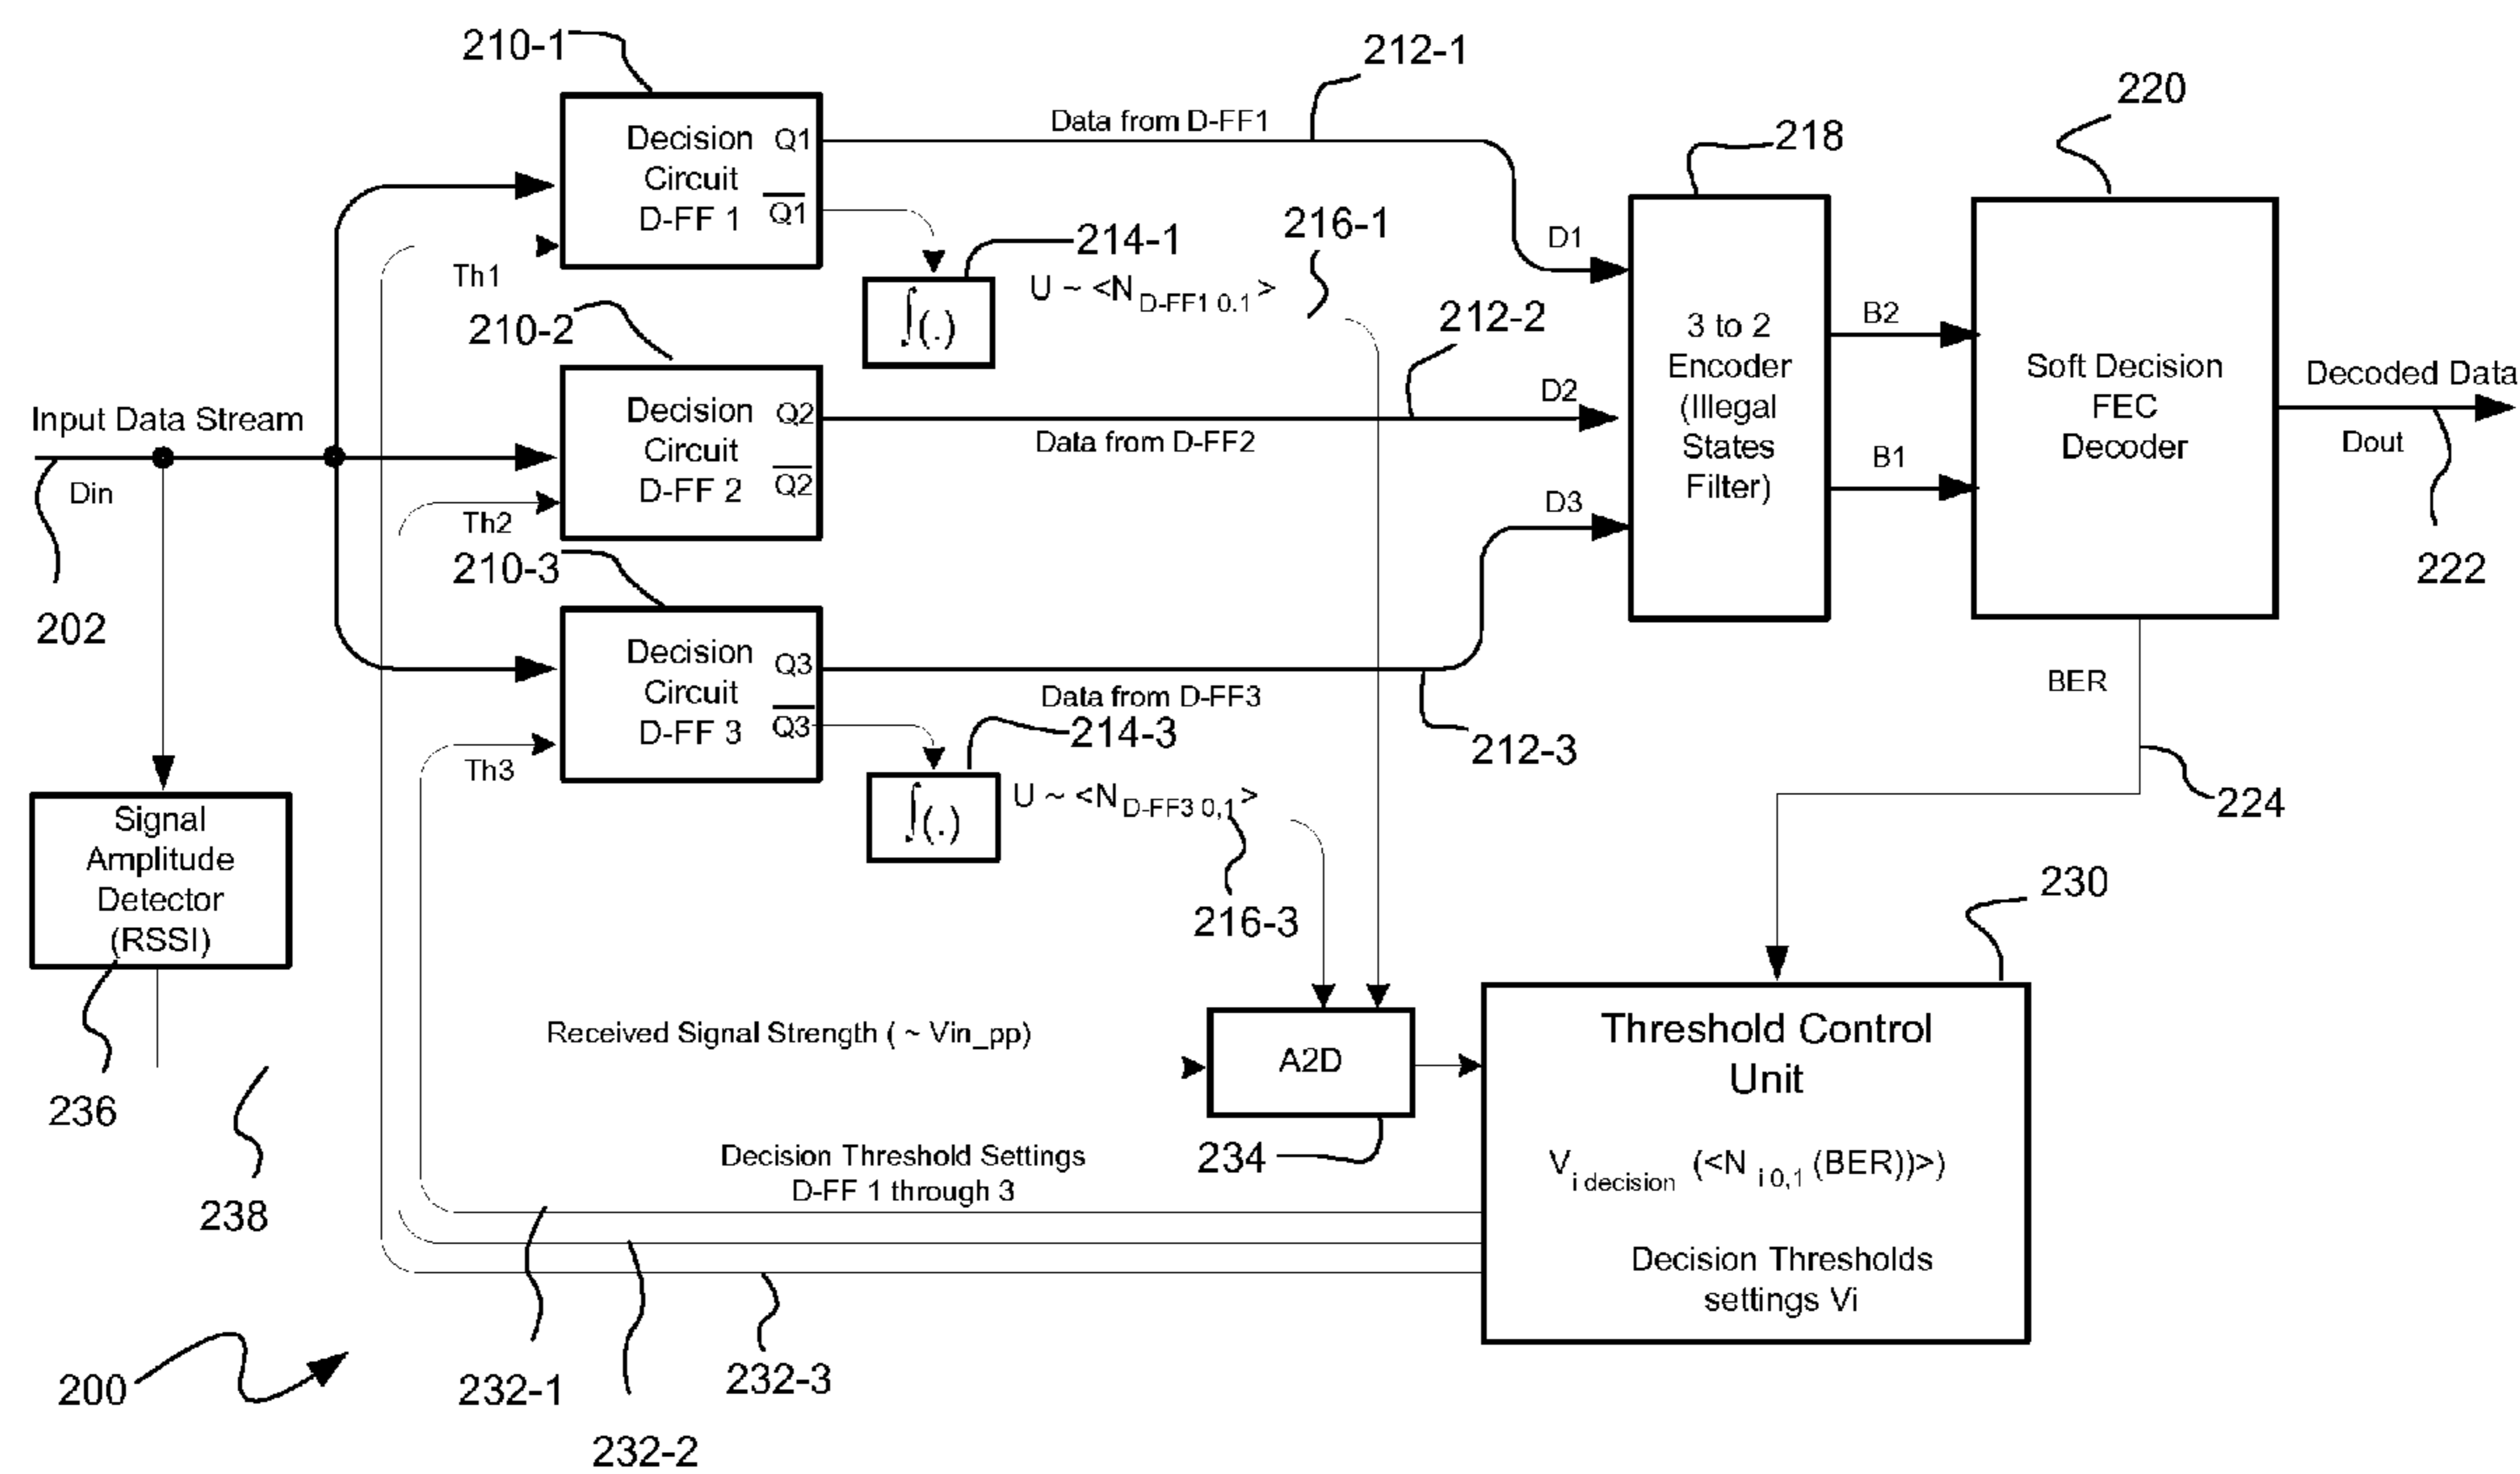 210-1
212-1
220
Data from D-FF1
218
Decision Q1
Circuit
D-FF 1 Q1
214-1
216-1
D1
Th1
U ~ <N D-FF1 0.1 >
∫(.)
210-2
212-2
B2
3 to 2
Encoder
(Illegal
States
Filter)
Soft Decision
FEC
Decoder
Decoded Data
Dout
222
Input Data Stream
Din
202
Decision Q2
Circuit
D-FF 2 Q2
D2
Data from D-FF2
B1
Th2
D3
210-3
Decision Q3
Circuit
D-FF 3 Q3
Data from D-FF3
BER
214-3
212-3
Th3
U ~ <N D-FF3 0,1 >
∫(.)
224
Signal
Amplitude
Detector
(RSSI)
230
216-3
Received Signal Strength ( ~ Vin_pp)
A2D
Threshold Control
Unit
236
234
Decision Threshold Settings
D-FF 1 through 3
V i decision (<N i 0,1 (BER))>)
238
Decision Thresholds
settings Vi
200
232-1
232-3
232-2